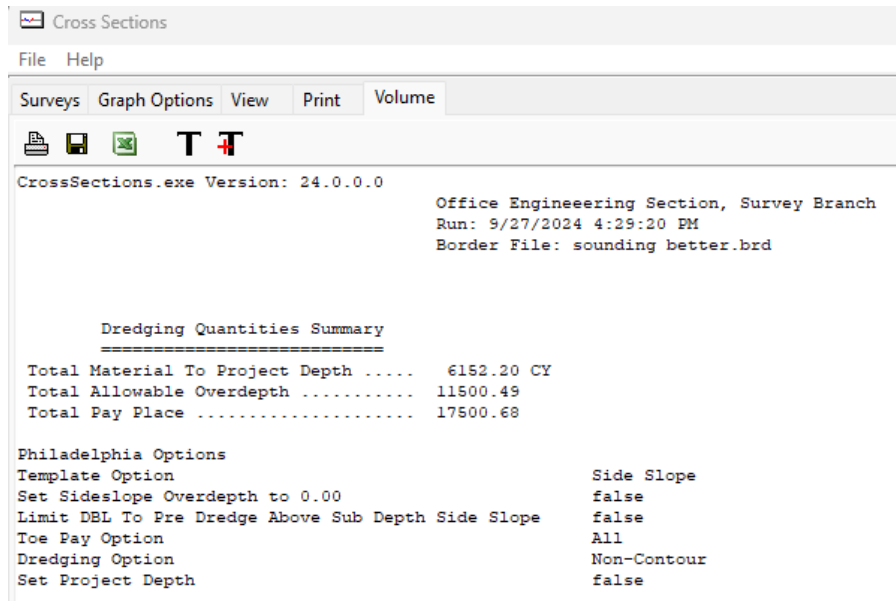 Cross Sections
File Help
Surveys Graph Options View Print Volume
T T
CrossSections.exe Version: 24.0.0.0
Office Engineeering Section, Survey Branch
Run: 9/27/2024 4:29:20 PM
Border File: sounding better.brd
Dredging Quantities Summary
===========================
Total Material To Project Depth ..... 6152.20 CY
Total Allowable Overdepth ........... 11500.49
Total Pay Place ..................... 17500.68
Philadelphia Options
Template Option Side Slope
Set Sideslope Overdepth to 0.00 false
Limit DBL To Pre Dredge Above Sub Depth Side Slope false
Toe Pay Option All
Dredging Option Non-Contour
Set Project Depth false